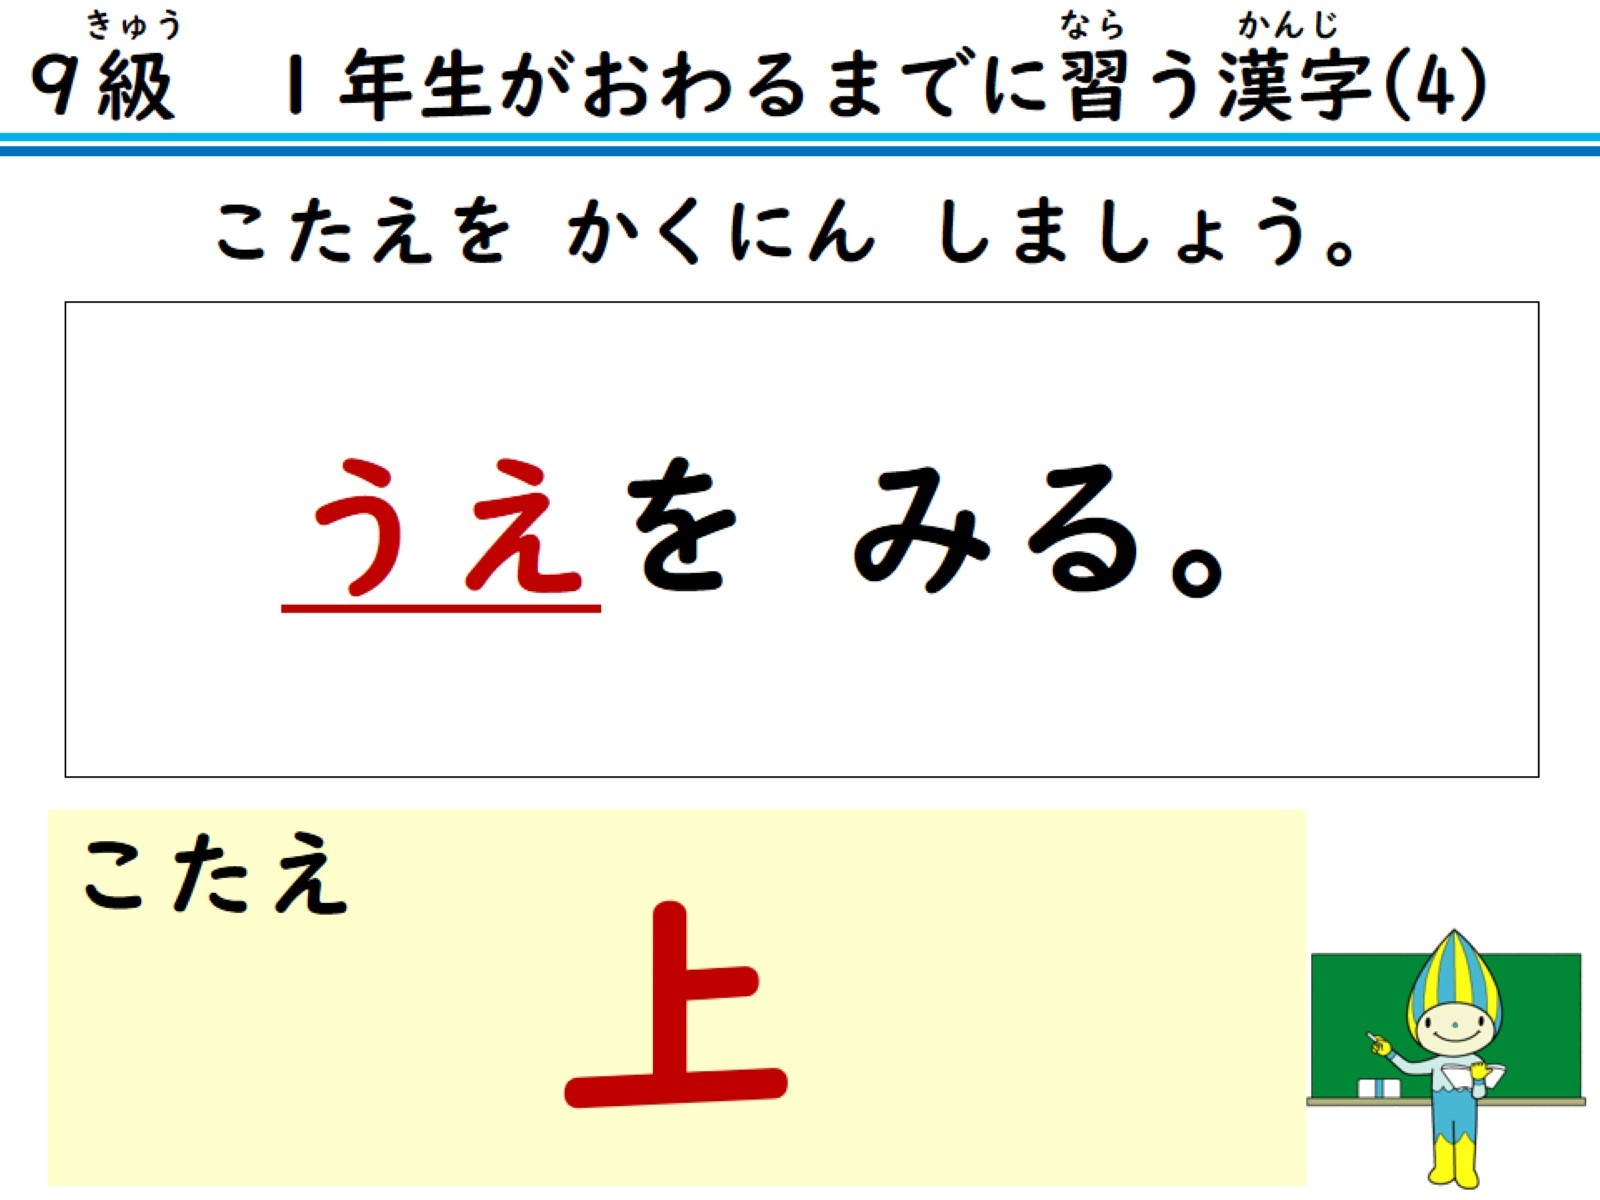 きゅう なら かんじ
9級 1年生がおわるまでに習う漢字(4)
こたえを かくにん しましょう。
うえを みる。
こたえ
上